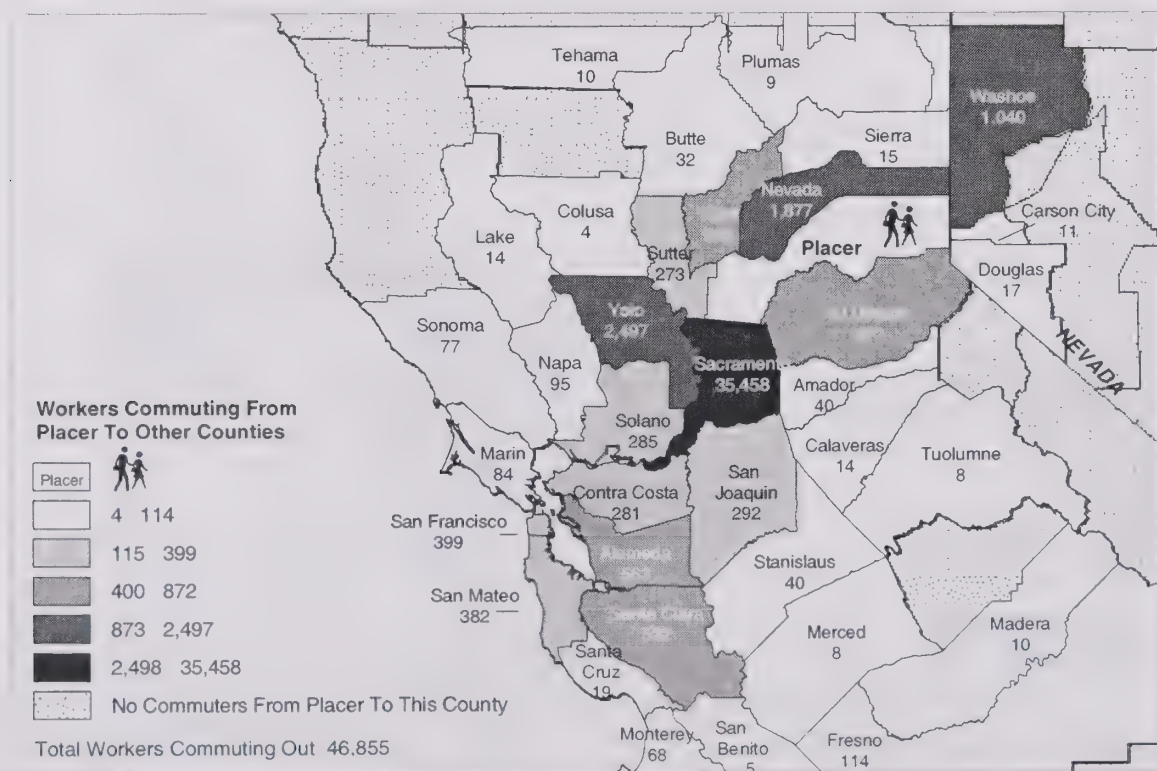 Tehama
10
Plumas
9
Washoe
1,040
Butte
32
Sierra
15
Nevada
1,877
Colusa
4
Carson City
11
Lake
14
Sutter
273
Placer
Douglas
17
Yolo
2,497
Sonoma
77
NEVADA
Sacrament
35,458
Napa
95
Amador
40
Solano
285
Calaveras
14
Tuolumne
8
Marin
84
San
Joaquin
292
Contra Costa
281
San Francisco
399
Alameda
Stanislaus
40
San Mateo
382
Merced
8
Madera
10
Santa
Cruz
19
Monterey
68
San
Benito
5
Fresno
114
Workers Commuting From
Placer To Other Counties
Placer
4 114
115 399
400 872
873 2,497
2,498 35,458
No Commuters From Placer To This County
Total Workers Commuting Out 46,855